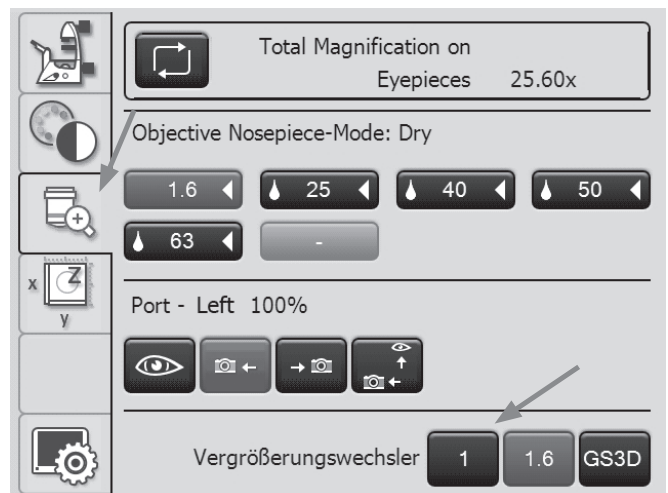 Total Magnification on
Eyepieces 25.60x
Objective Nosepiece-Mode: Dry
1.6 25 40 50
63 -
x Z
y
Port - Left 100%
Vergrößerungswechsler 1 1.6 GS3D